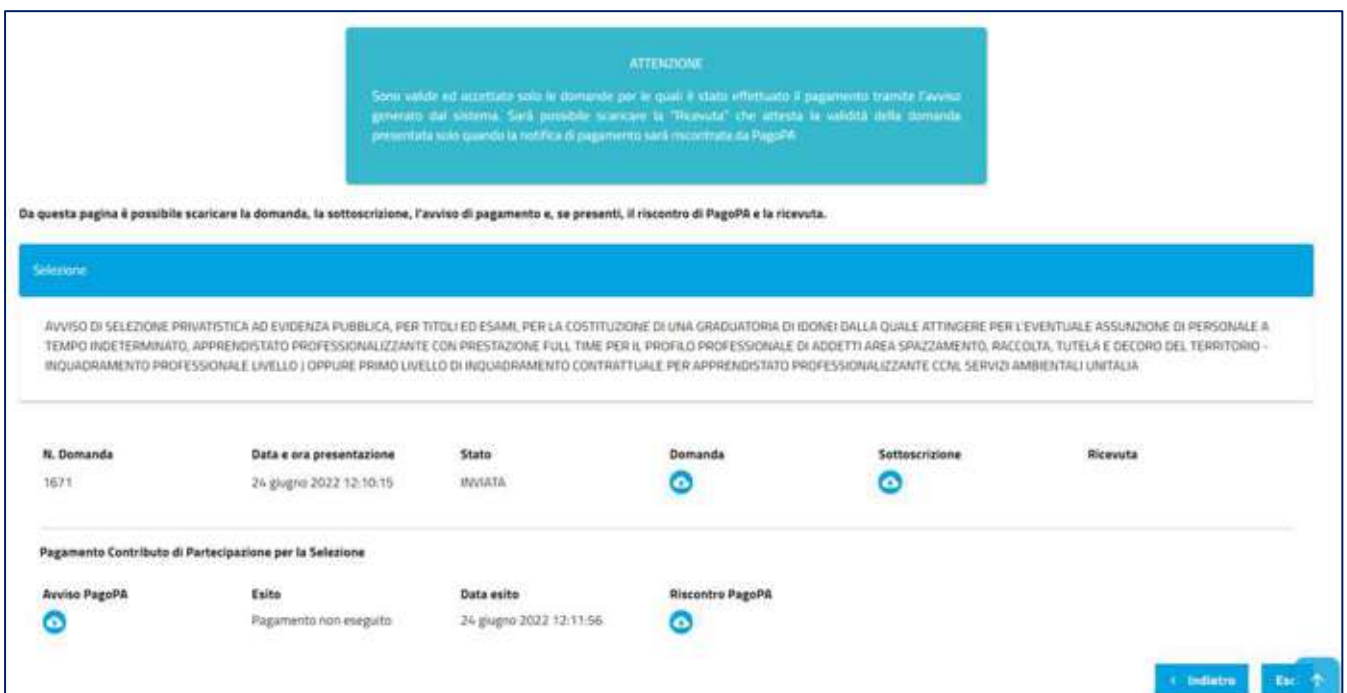 ATTENZIONE
Sono valide ed accettate solo le domande per le quali è stato effettuato il pagamento tramite l'avviso
generato dal sistema. Sarà possibile scaricare la "Ricevuta" che attesta la validità della domanda
presentata solo quando la notifica di pagamento sarà riscontrata da PagoPA
Da questa pagina è possibile scaricare la domanda, la sottoscrizione, l'avviso di pagamento e, se presenti, il riscontro di PagoPA e la ricevuta.
Selezione
AVVISO DI SELEZIONE PRIVATISTICA AD EVIDENZA PUBBLICA, PER TITOLI ED ESAMI, PER LA COSTITUZIONE DI UNA GRADUATORIA DI IDONEI DALLA QUALE ATTINGERE PER L'EVENTUALE ASSUNZIONE DI PERSONALE A
TEMPO INDETERMINATO, APPRENDISTATO PROFESSIONALIZZANTE CON PRESTAZIONE FULL TIME PER IL PROFILO PROFESSIONALE DI ADDETTI AREA SPAZZAMENTO, RACCOLTA, TUTELA E DECORO DEL TERRITORIO -
INQUADRAMENTO PROFESSIONALE LIVELLO J OPPURE PRIMO LIVELLO DI INQUADRAMENTO CONTRATTUALE PER APPRENDISTATO PROFESSIONALIZZANTE CCNL SERVIZI AMBIENTALI UNITALIA
N. Domanda Data e ora presentazione Stato Domanda Sottoscrizione Ricevuta
1671 24 giugno 2022 12:10:15 INVIATA
Pagamento Contributo di Partecipazione per la Selezione
Avviso PagoPA Esito Data esito Riscontro PagoPA
Pagamento non eseguito 24 giugno 2022 12:11:56
‹ Indietro Esc